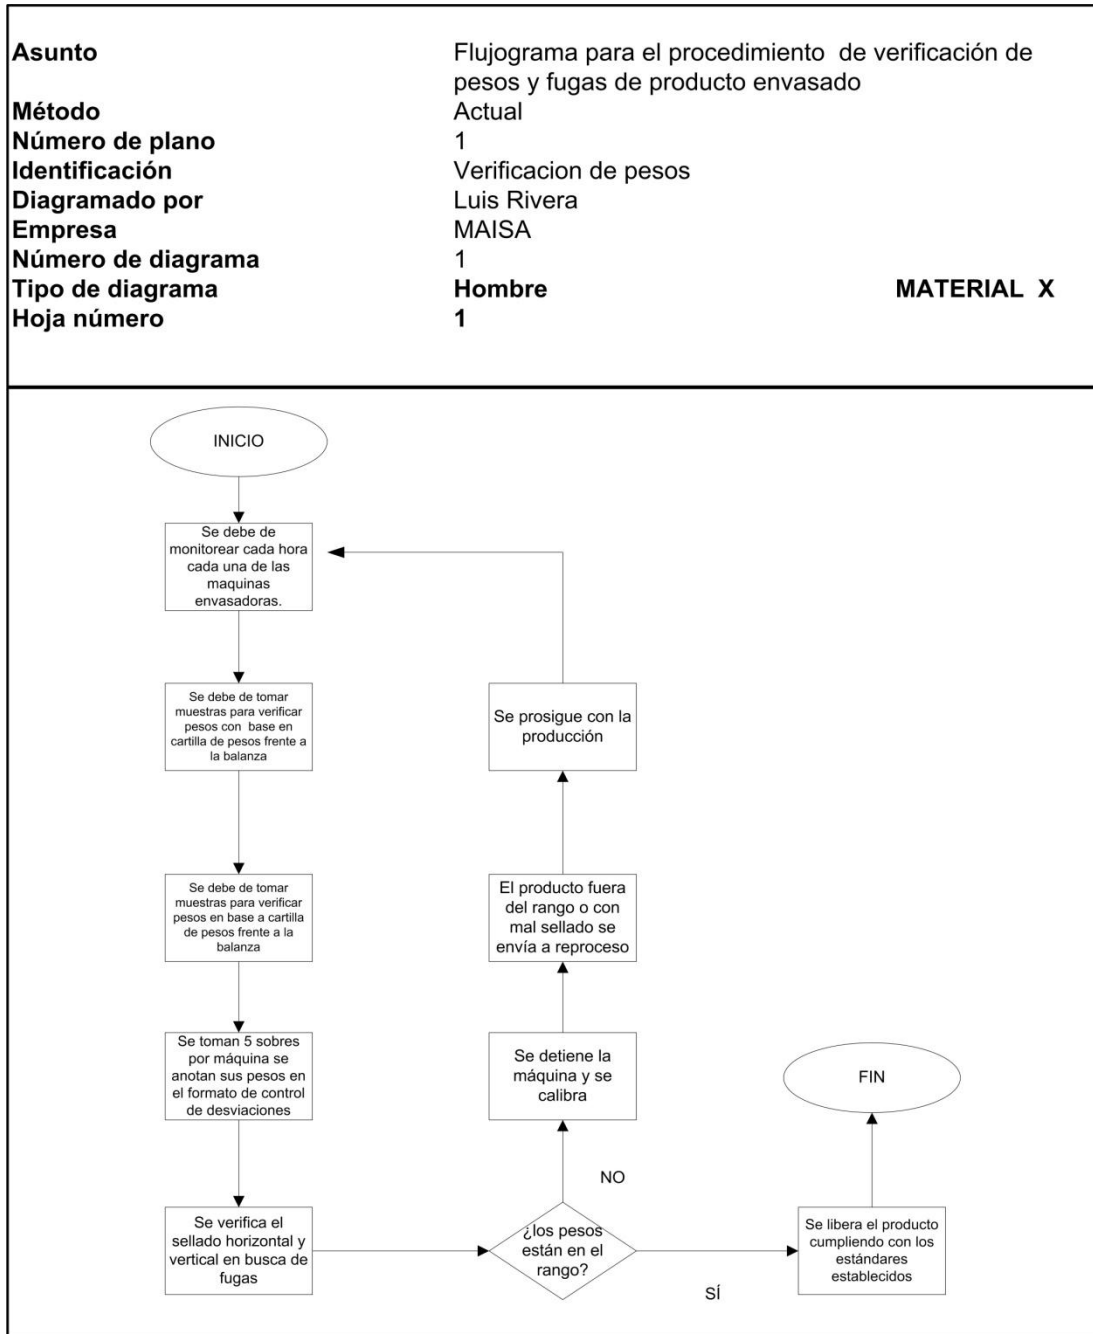 Asunto Flujograma para el procedimiento de verificación de
pesos y fugas de producto envasado
Método Actual
Número de plano 1
Identificación Verificacion de pesos
Diagramado por Luis Rivera
Empresa MAISA
Número de diagrama 1
Tipo de diagrama Hombre MATERIAL X
Hoja número 1
INICIO
Se debe de
monitorear cada hora
cada una de las
maquinas
envasadoras.
Se debe de tomar
muestras para verificar
pesos con base en
cartilla de pesos frente a
la balanza
Se debe de tomar
muestras para verificar
pesos en base a cartilla
de pesos frente a la
balanza
Se toman 5 sobres
por máquina se
anotan sus pesos en
el formato de control
de desviaciones
Se verifica el
sellado horizontal y
vertical en busca de
fugas
¿los pesos
están en el
rango?
NO
Se detiene la
máquina y se
calibra
El producto fuera
del rango o con
mal sellado se
envía a reproceso
Se prosigue con la
producción
SÍ
Se libera el producto
cumpliendo con los
estándares
establecidos
FIN